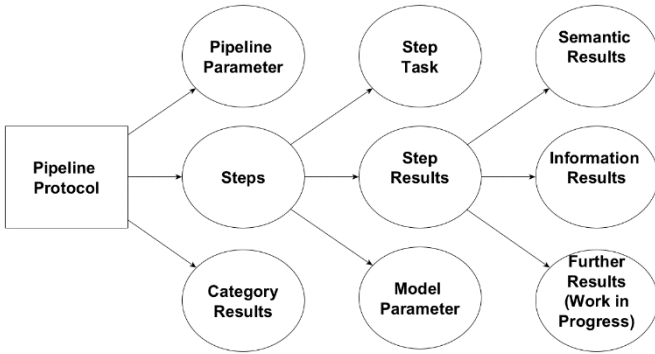 Pipeline
Parameter
Step
Task
Semantic
Results
Pipeline
Protocol
Steps
Step
Results
Information
Results
Category
Results
Model
Parameter
Further
Results
(Work in
Progress)